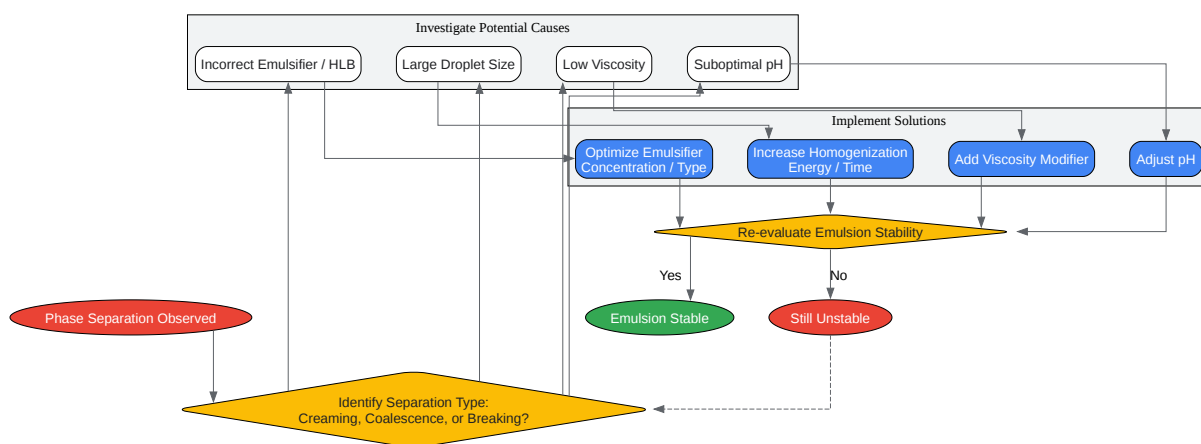 Investigate Potential Causes
Incorrect Emulsifier / HLB
Large Droplet Size
Low Viscosity
Suboptimal pH
Implement Solutions
Optimize Emulsifier
Concentration / Type
Increase Homogenization
Energy / Time
Add Viscosity Modifier
Adjust pH
Re-evaluate Emulsion Stability
Yes
No
Phase Separation Observed
Emulsion Stable
Still Unstable
Identify Separation Type:
Creaming, Coalescence, or Breaking?